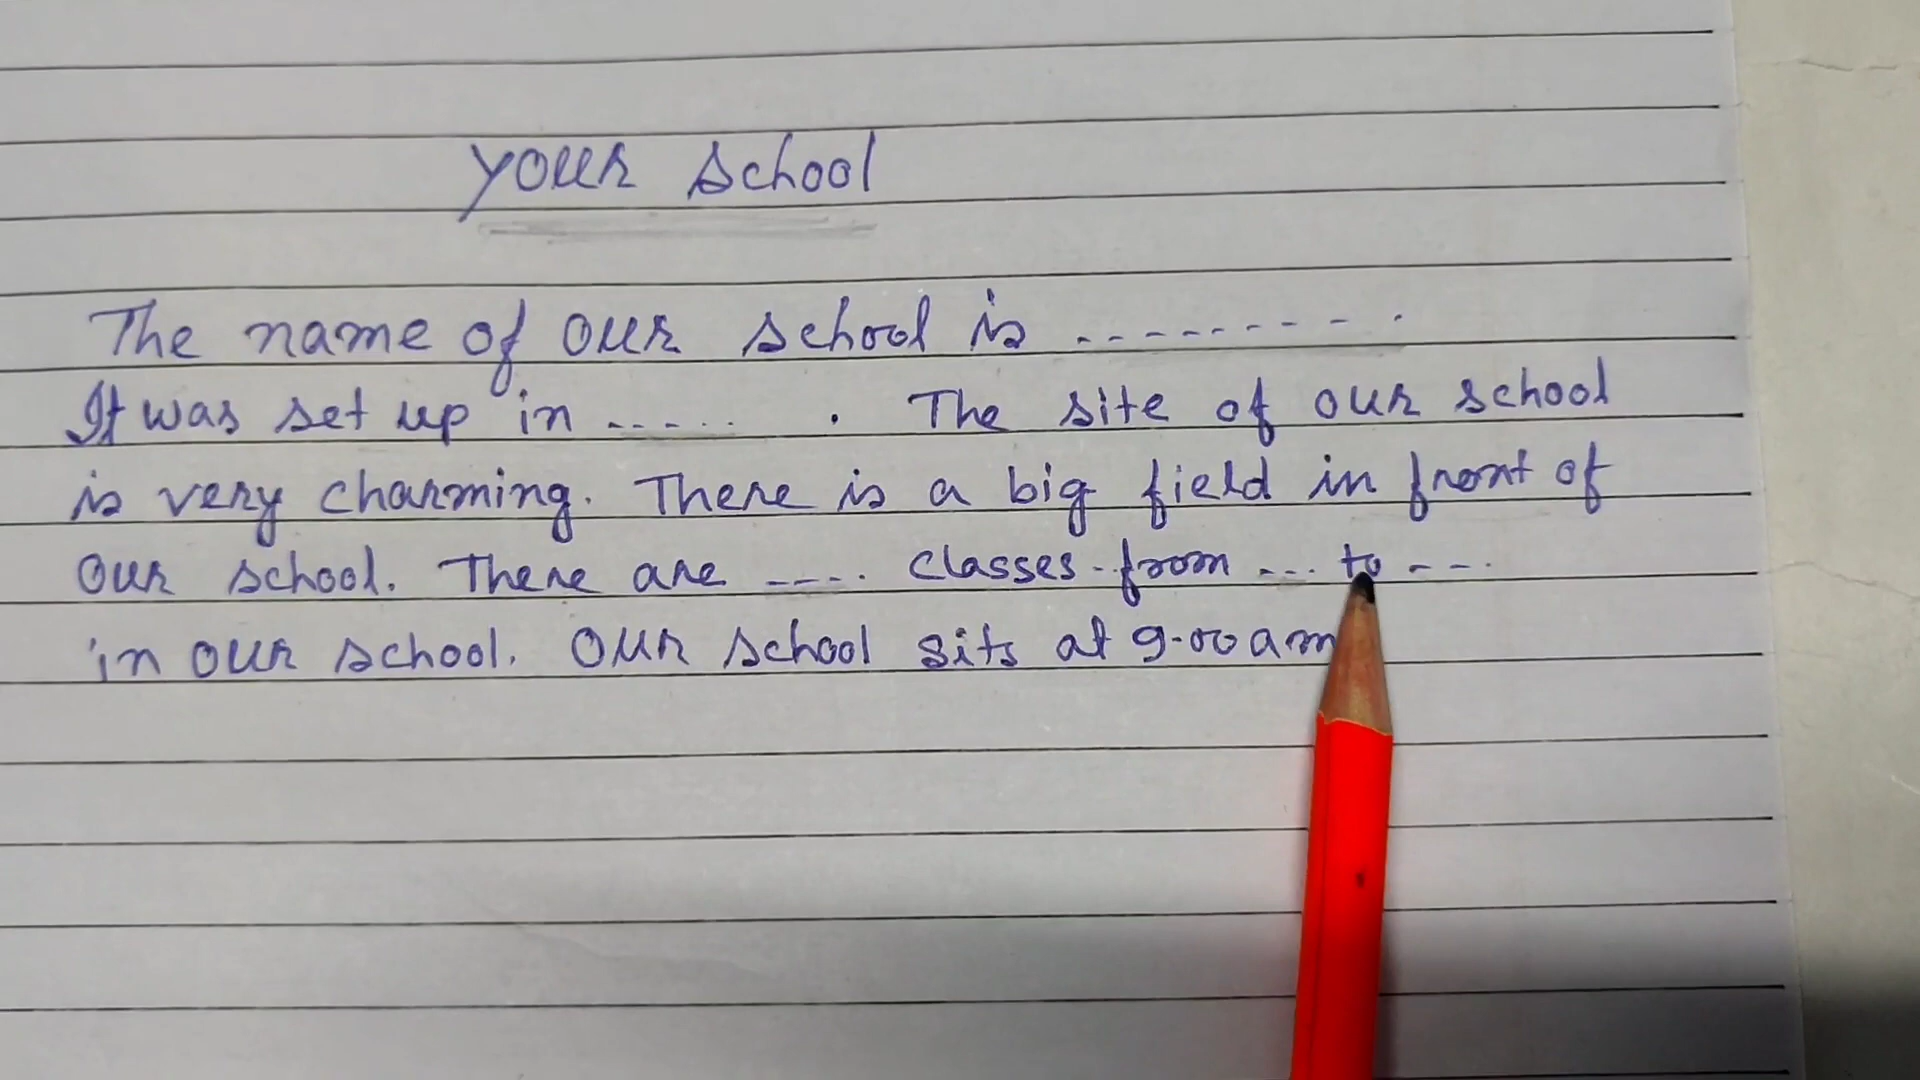 Your school
The name of our school is ..........
It was set up in ...... . The site of our school
is very charming. There is a big field in front of
our school. There are ..... classes from ... to ....
in our school. Our school sits at 9.00 am